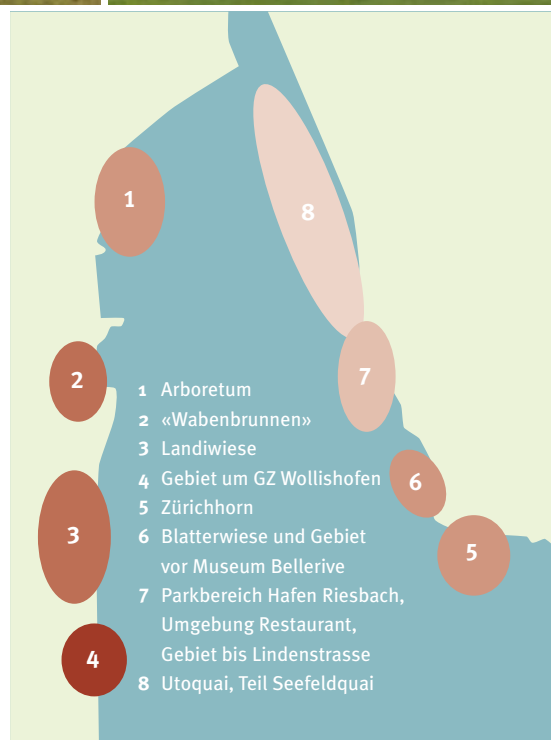 8
1
7
2
6
5
3
4
1 Arboretum
2 «Wabenbrunnen»
3 Landiwiese
4 Gebiet um GZ Wollishofen
5 Zürichhorn
6 Blatterwiese und Gebiet
vor Museum Bellerive
7 Parkbereich Hafen Riesbach,
Umgebung Restaurant,
Gebiet bis Lindenstrasse
8 Utoquai, Teil Seefeldquai